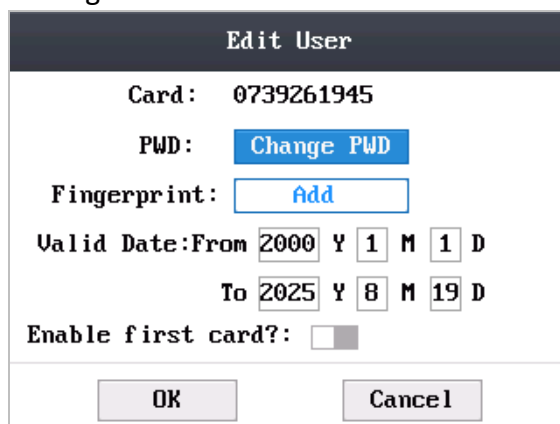 Edit User
Card: 0739261945
PWD: Change PWD
Fingerprint: Add
Valid Date:From 2000 Y 1 M 1 D
To 2025 Y 8 M 19 D
Enable first card?:
OK Cancel